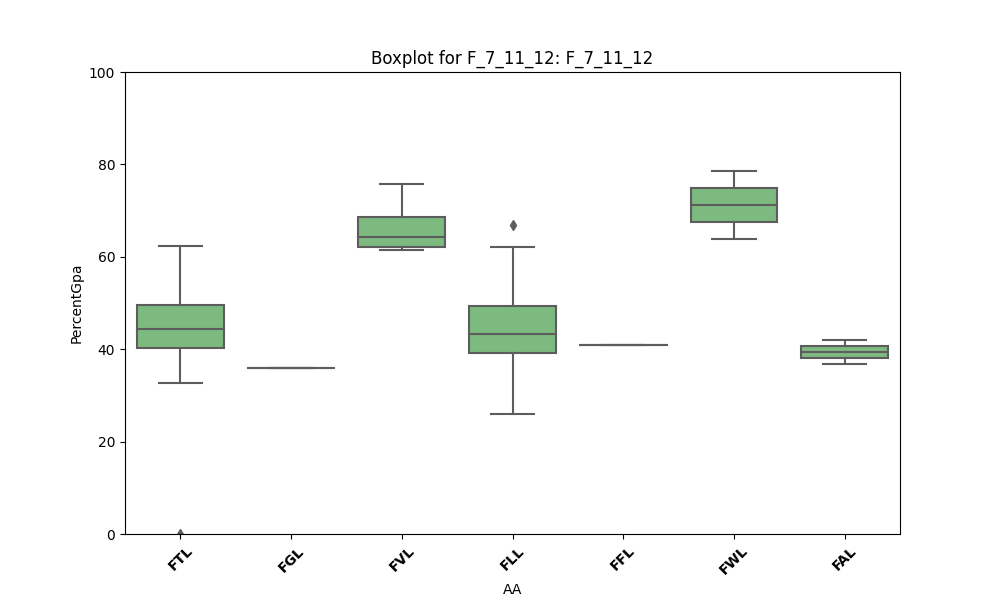 Boxplot for F_7_11_12: F_7_11_12
PercentGpa
100
80
60
40
20
0
FTL
FGL
FVL
FLL
FFL
FWL
FAL
AA